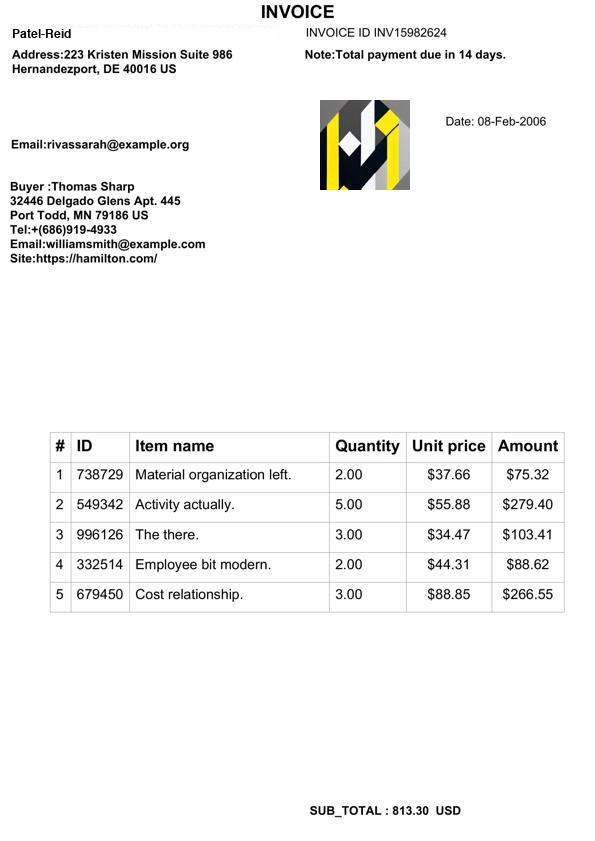 INVOICE
Patel-Reid
INVOICE ID INV15982624
Address:223 Kristen Mission Suite 986
Hernandezport, DE 40016 US
Note:Total payment due in 14 days.
Date: 08-Feb-2006
Email:rivassarah@example.org
Buyer :Thomas Sharp
32446 Delgado Glens Apt. 445
Port Todd, MN 79186 US
Tel:+(686)919-4933
Email:williamsmith@example.com
Site:https://hamilton.com/
# ID Item name Quantity Unit price Amount
1 738729 Material organization left. 2.00 $37.66 $75.32
2 549342 Activity actually. 5.00 $55.88 $279.40
3 996126 The there. 3.00 $34.47 $103.41
4 332514 Employee bit modern. 2.00 $44.31 $88.62
5 679450 Cost relationship. 3.00 $88.85 $266.55
SUB_TOTAL : 813.30 USD